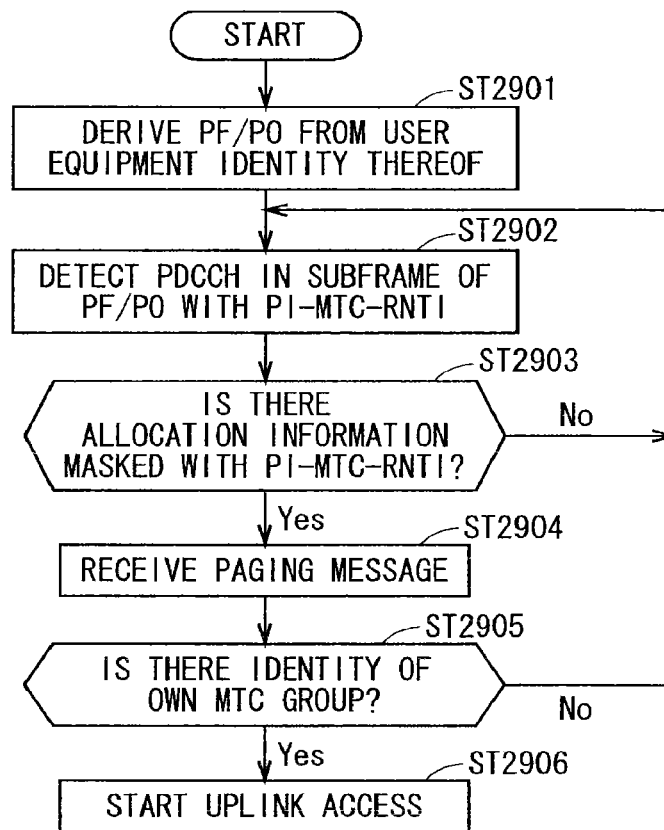 START
ST2901
DERIVE PF/PO FROM USER
EQUIPMENT IDENTITY THEREOF
ST2902
DETECT PDCCH IN SUBFRAME OF
PF/PO WITH PI-MTC-RNTI
ST2903
IS THERE
ALLOCATION INFORMATION
MASKED WITH PI-MTC-RNTI?
No
Yes
ST2904
RECEIVE PAGING MESSAGE
ST2905
IS THERE IDENTITY OF
OWN MTC GROUP?
No
Yes
ST2906
START UPLINK ACCESS